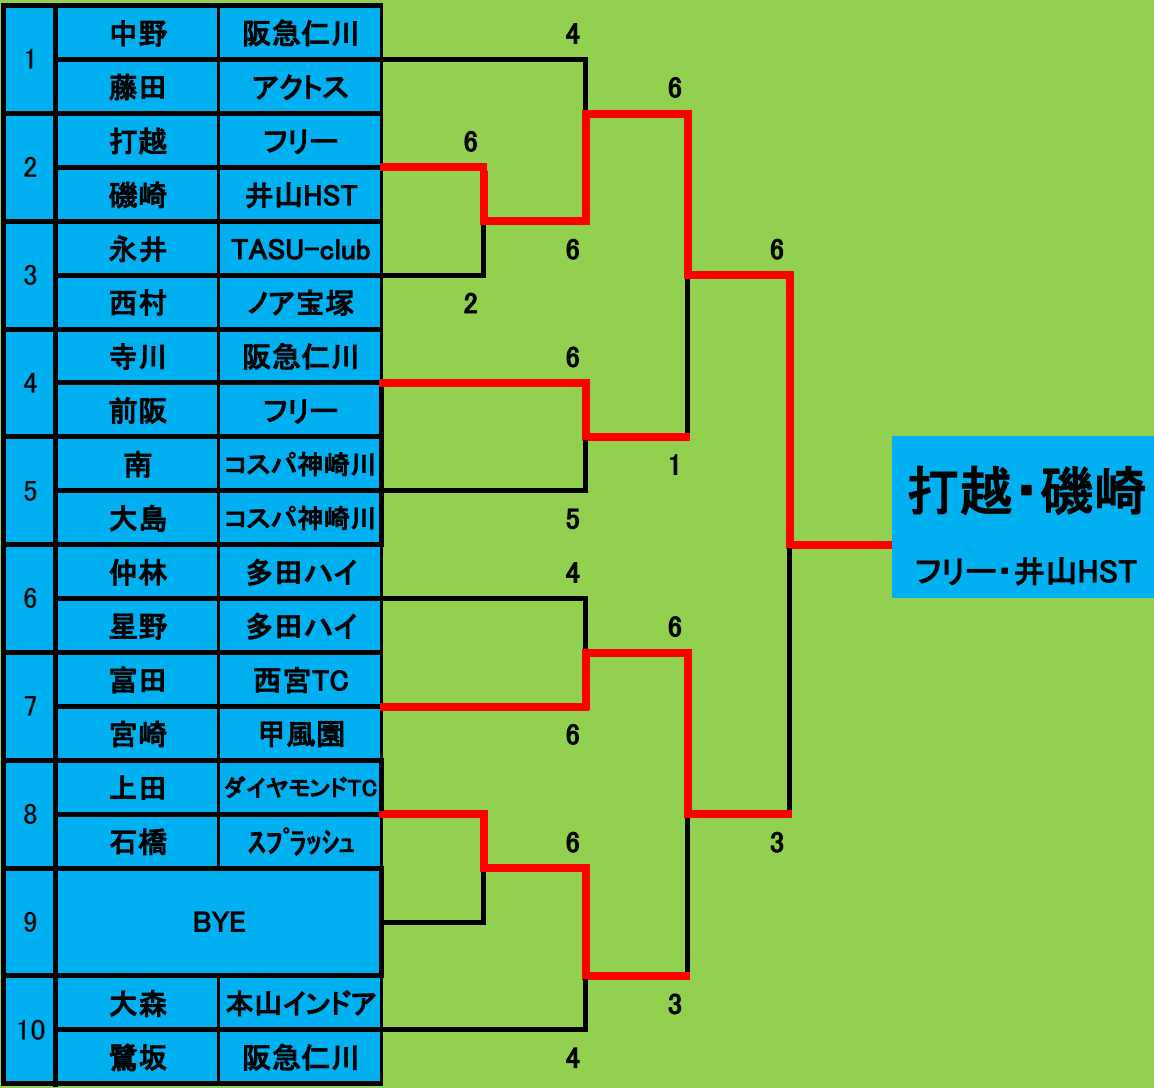 1
中野 阪急仁川
藤田 アクトス
2
打越 フリー
磯崎 井山HST
3
永井 TASU-club
西村 ノア宝塚
4
寺川 阪急仁川
前阪 フリー
5
南 コスパ神崎川
大島 コスパ神崎川
6
仲林 多田ハイ
星野 多田ハイ
7
富田 西宮TC
宮崎 甲風園
8
上田 ダイヤモンドTC
石橋 スプラッシュ
9
BYE
10
大森 本山インドア
鷺坂 阪急仁川
6
2
4
6
6
5
4
6
6
4
6
1
6
3
6
3
打越・磯崎
フリー・井山HST